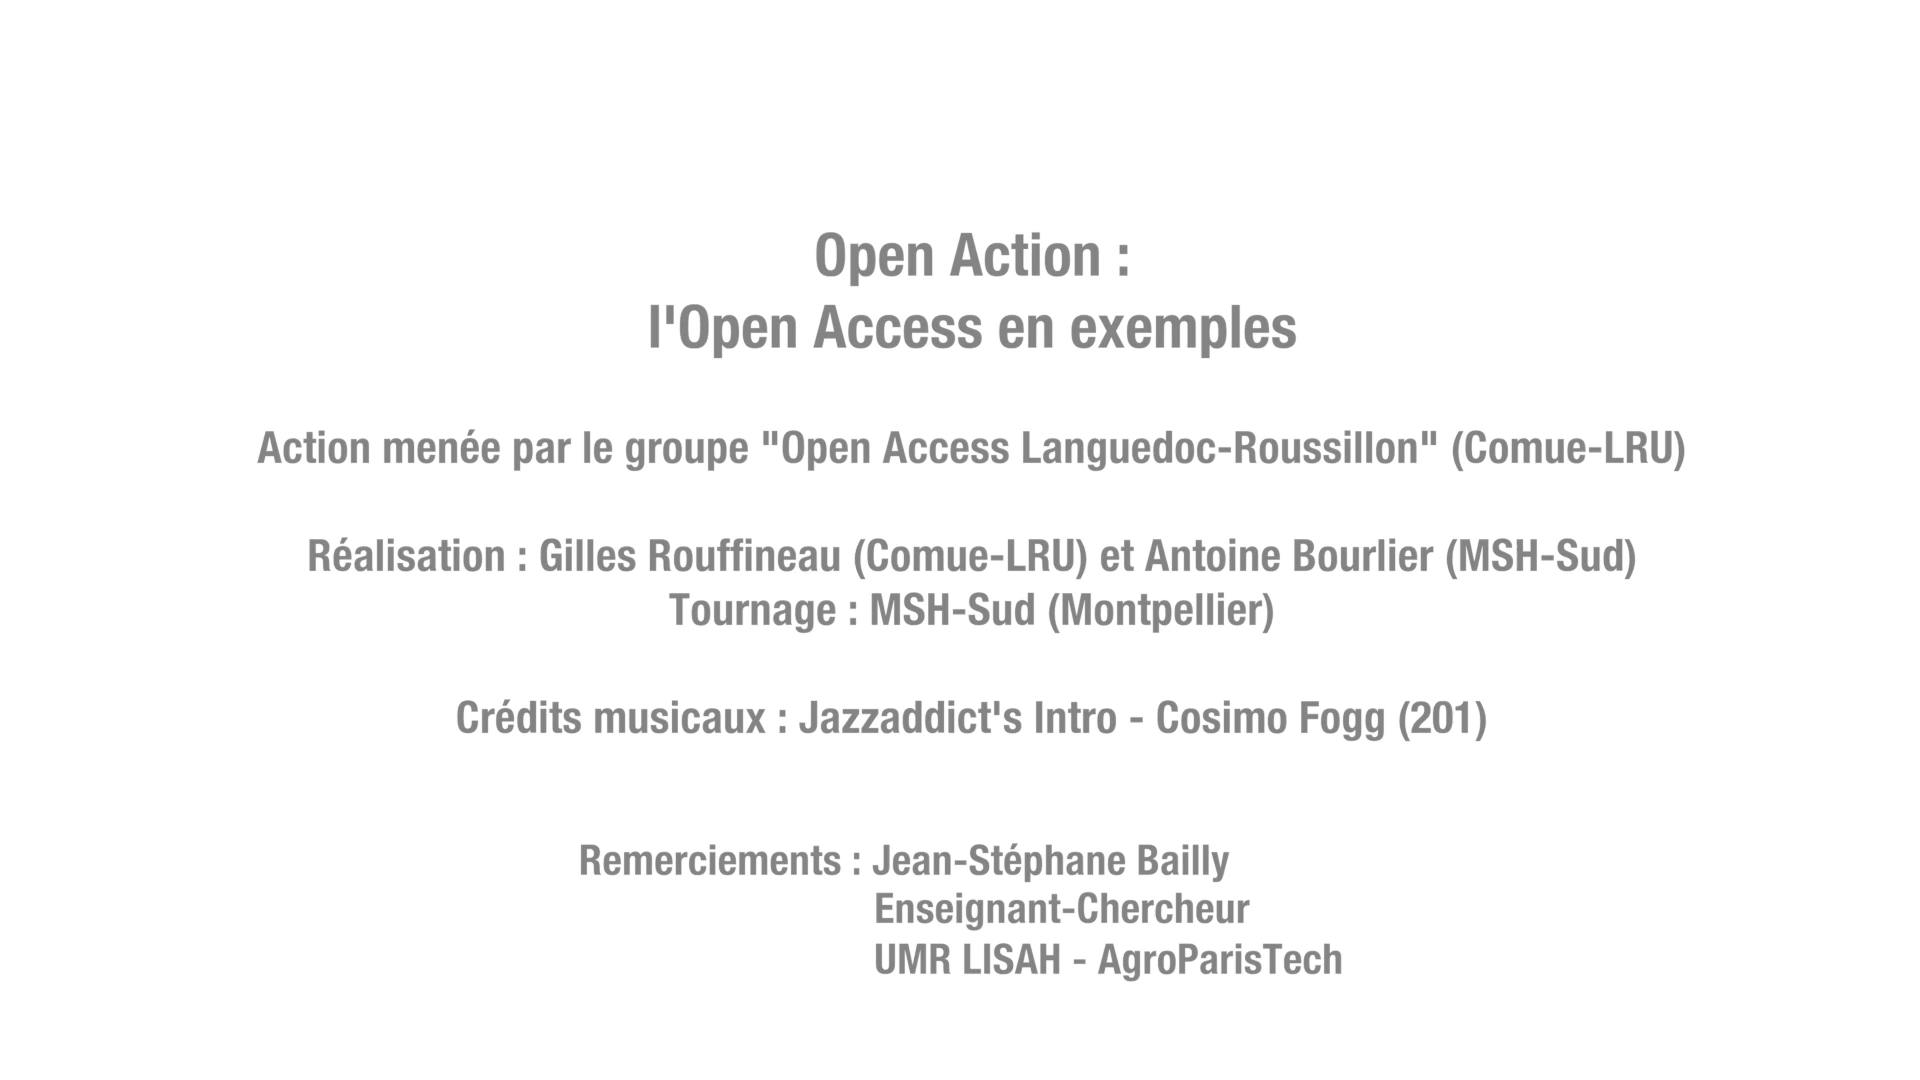 Open Action :
l'Open Access en exemples
Action menée par le groupe "Open Access Languedoc-Roussillon" (Comue-LRU)
Réalisation : Gilles Rouffineau (Comue-LRU) et Antoine Bourlier (MSH-Sud)
Tournage : MSH-Sud (Montpellier)
Crédits musicaux : Jazzaddict's Intro - Cosimo Fogg (201)
Remerciements : Jean-Stéphane Bailly
Enseignant-Chercheur
UMR LISAH - AgroParisTech